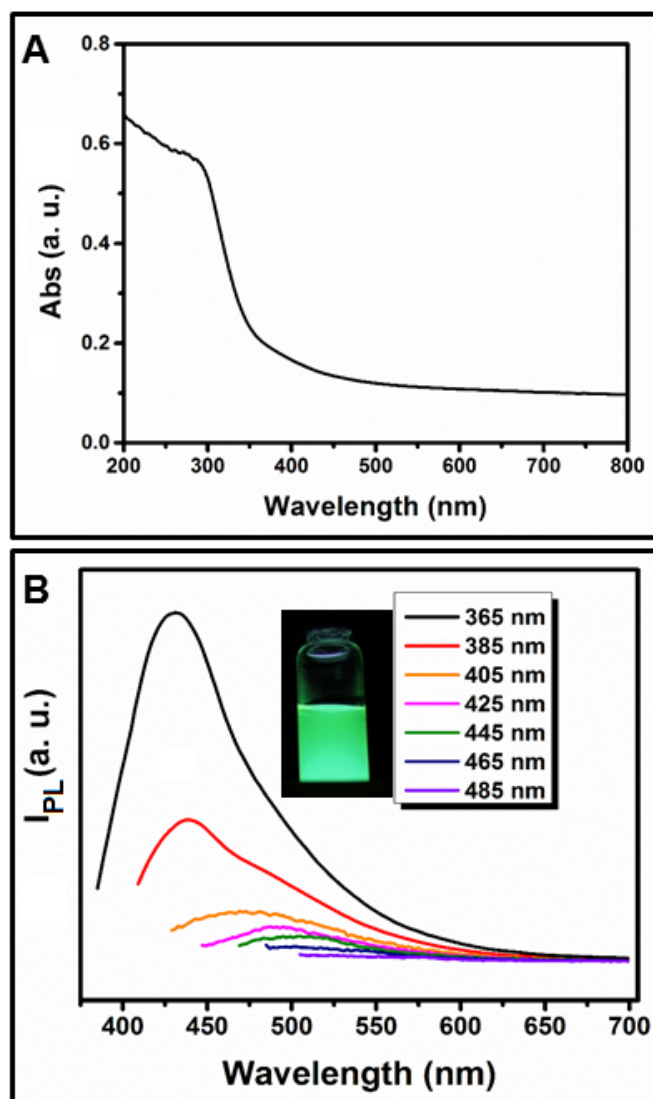 A
Abs (a. u.)
0.8
0.6
0.4
0.2
0.0
200 300 400 500 600 700 800
Wavelength (nm)
B
I_PL (a. u.)
365 nm
385 nm
405 nm
425 nm
445 nm
465 nm
485 nm
400 450 500 550 600 650 700
Wavelength (nm)